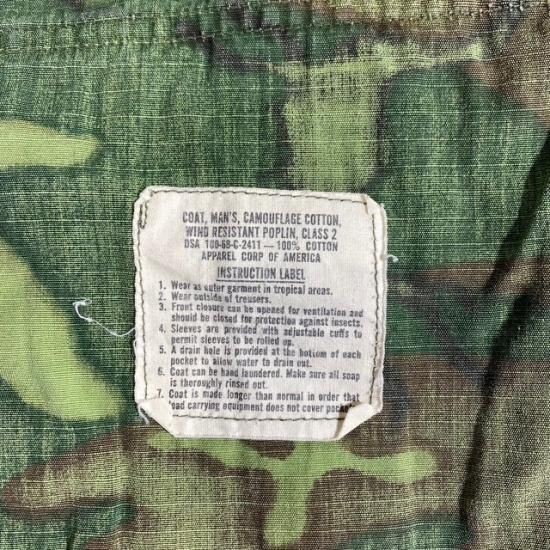 COAT, MAN'S, CAMOUFLAGE COTTON,
WIND RESISTANT POPLIN, CLASS 2
DSA 100-68-C-2411 — 100% COTTON
APPAREL CORP OF AMERICA
INSTRUCTION LABEL
1. Wear as outer garment in tropical areas.
2. Wear outside of trousers.
3. Front closure can be opened for ventilation and
should be closed for protection against insects.
4. Sleeves are provided with adjustable cuffs to
permit sleeves to be rolled up.
5. A drain hole is provided at the bottom of each
pocket to allow water to drain out.
6. Coat can be hand laundered. Make sure all soap
is thoroughly rinsed out.
7. Coat is made longer than normal in order that
load carrying equipment does not cover pockets